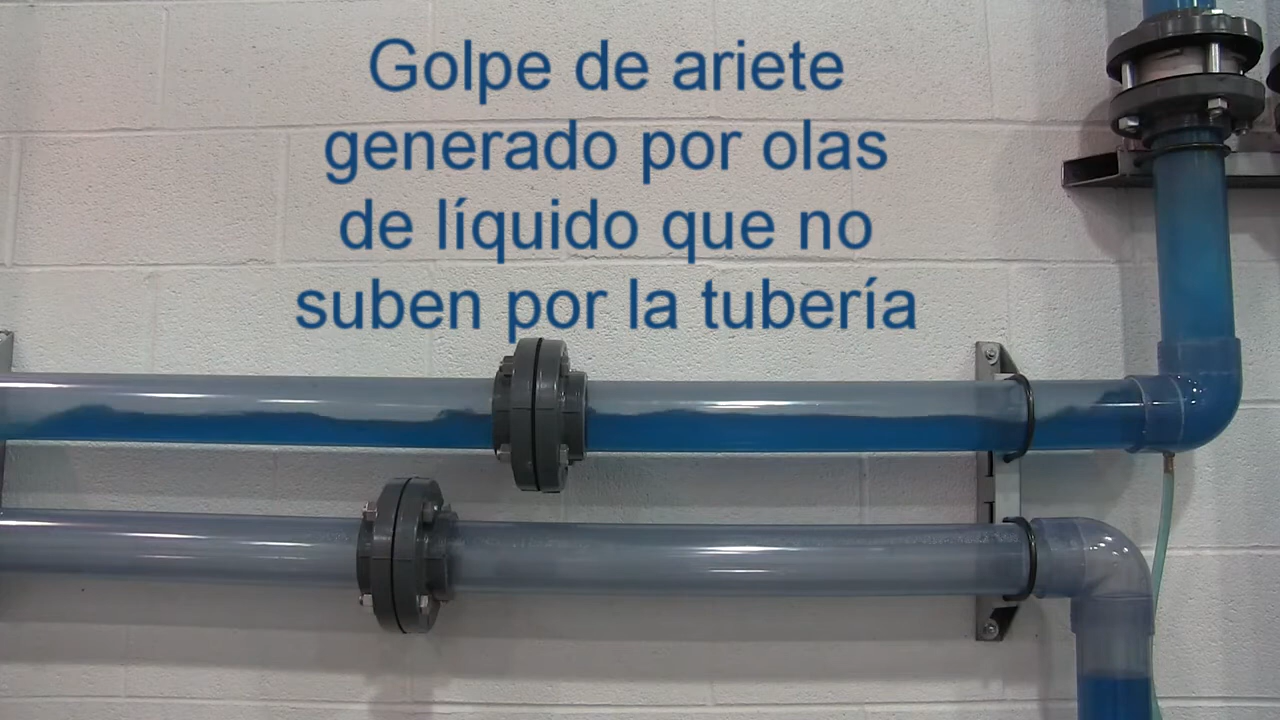 Golpe de ariete
generado por olas
de líquido que no
suben por la tubería